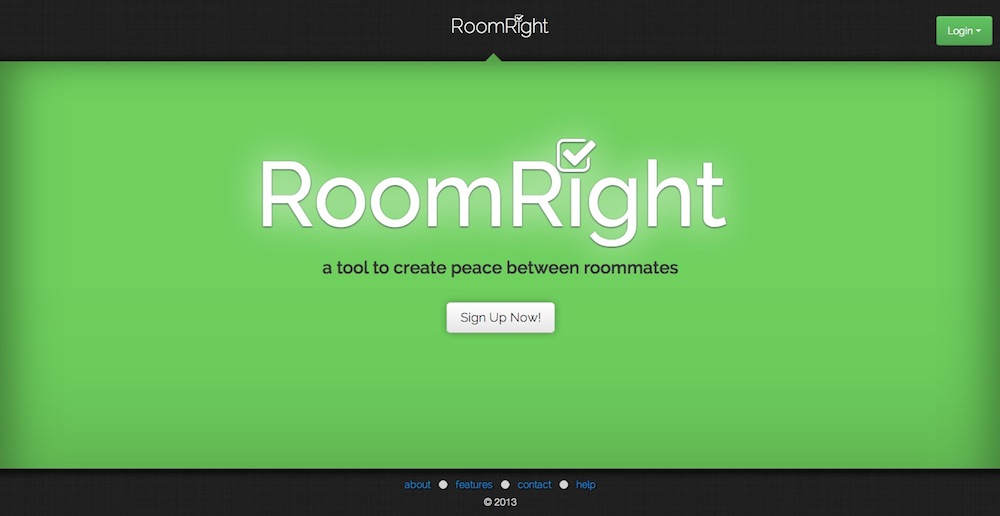 RoomRight
Login
RoomRight
a tool to create peace between roommates
Sign Up Now!
about features contact help
© 2013